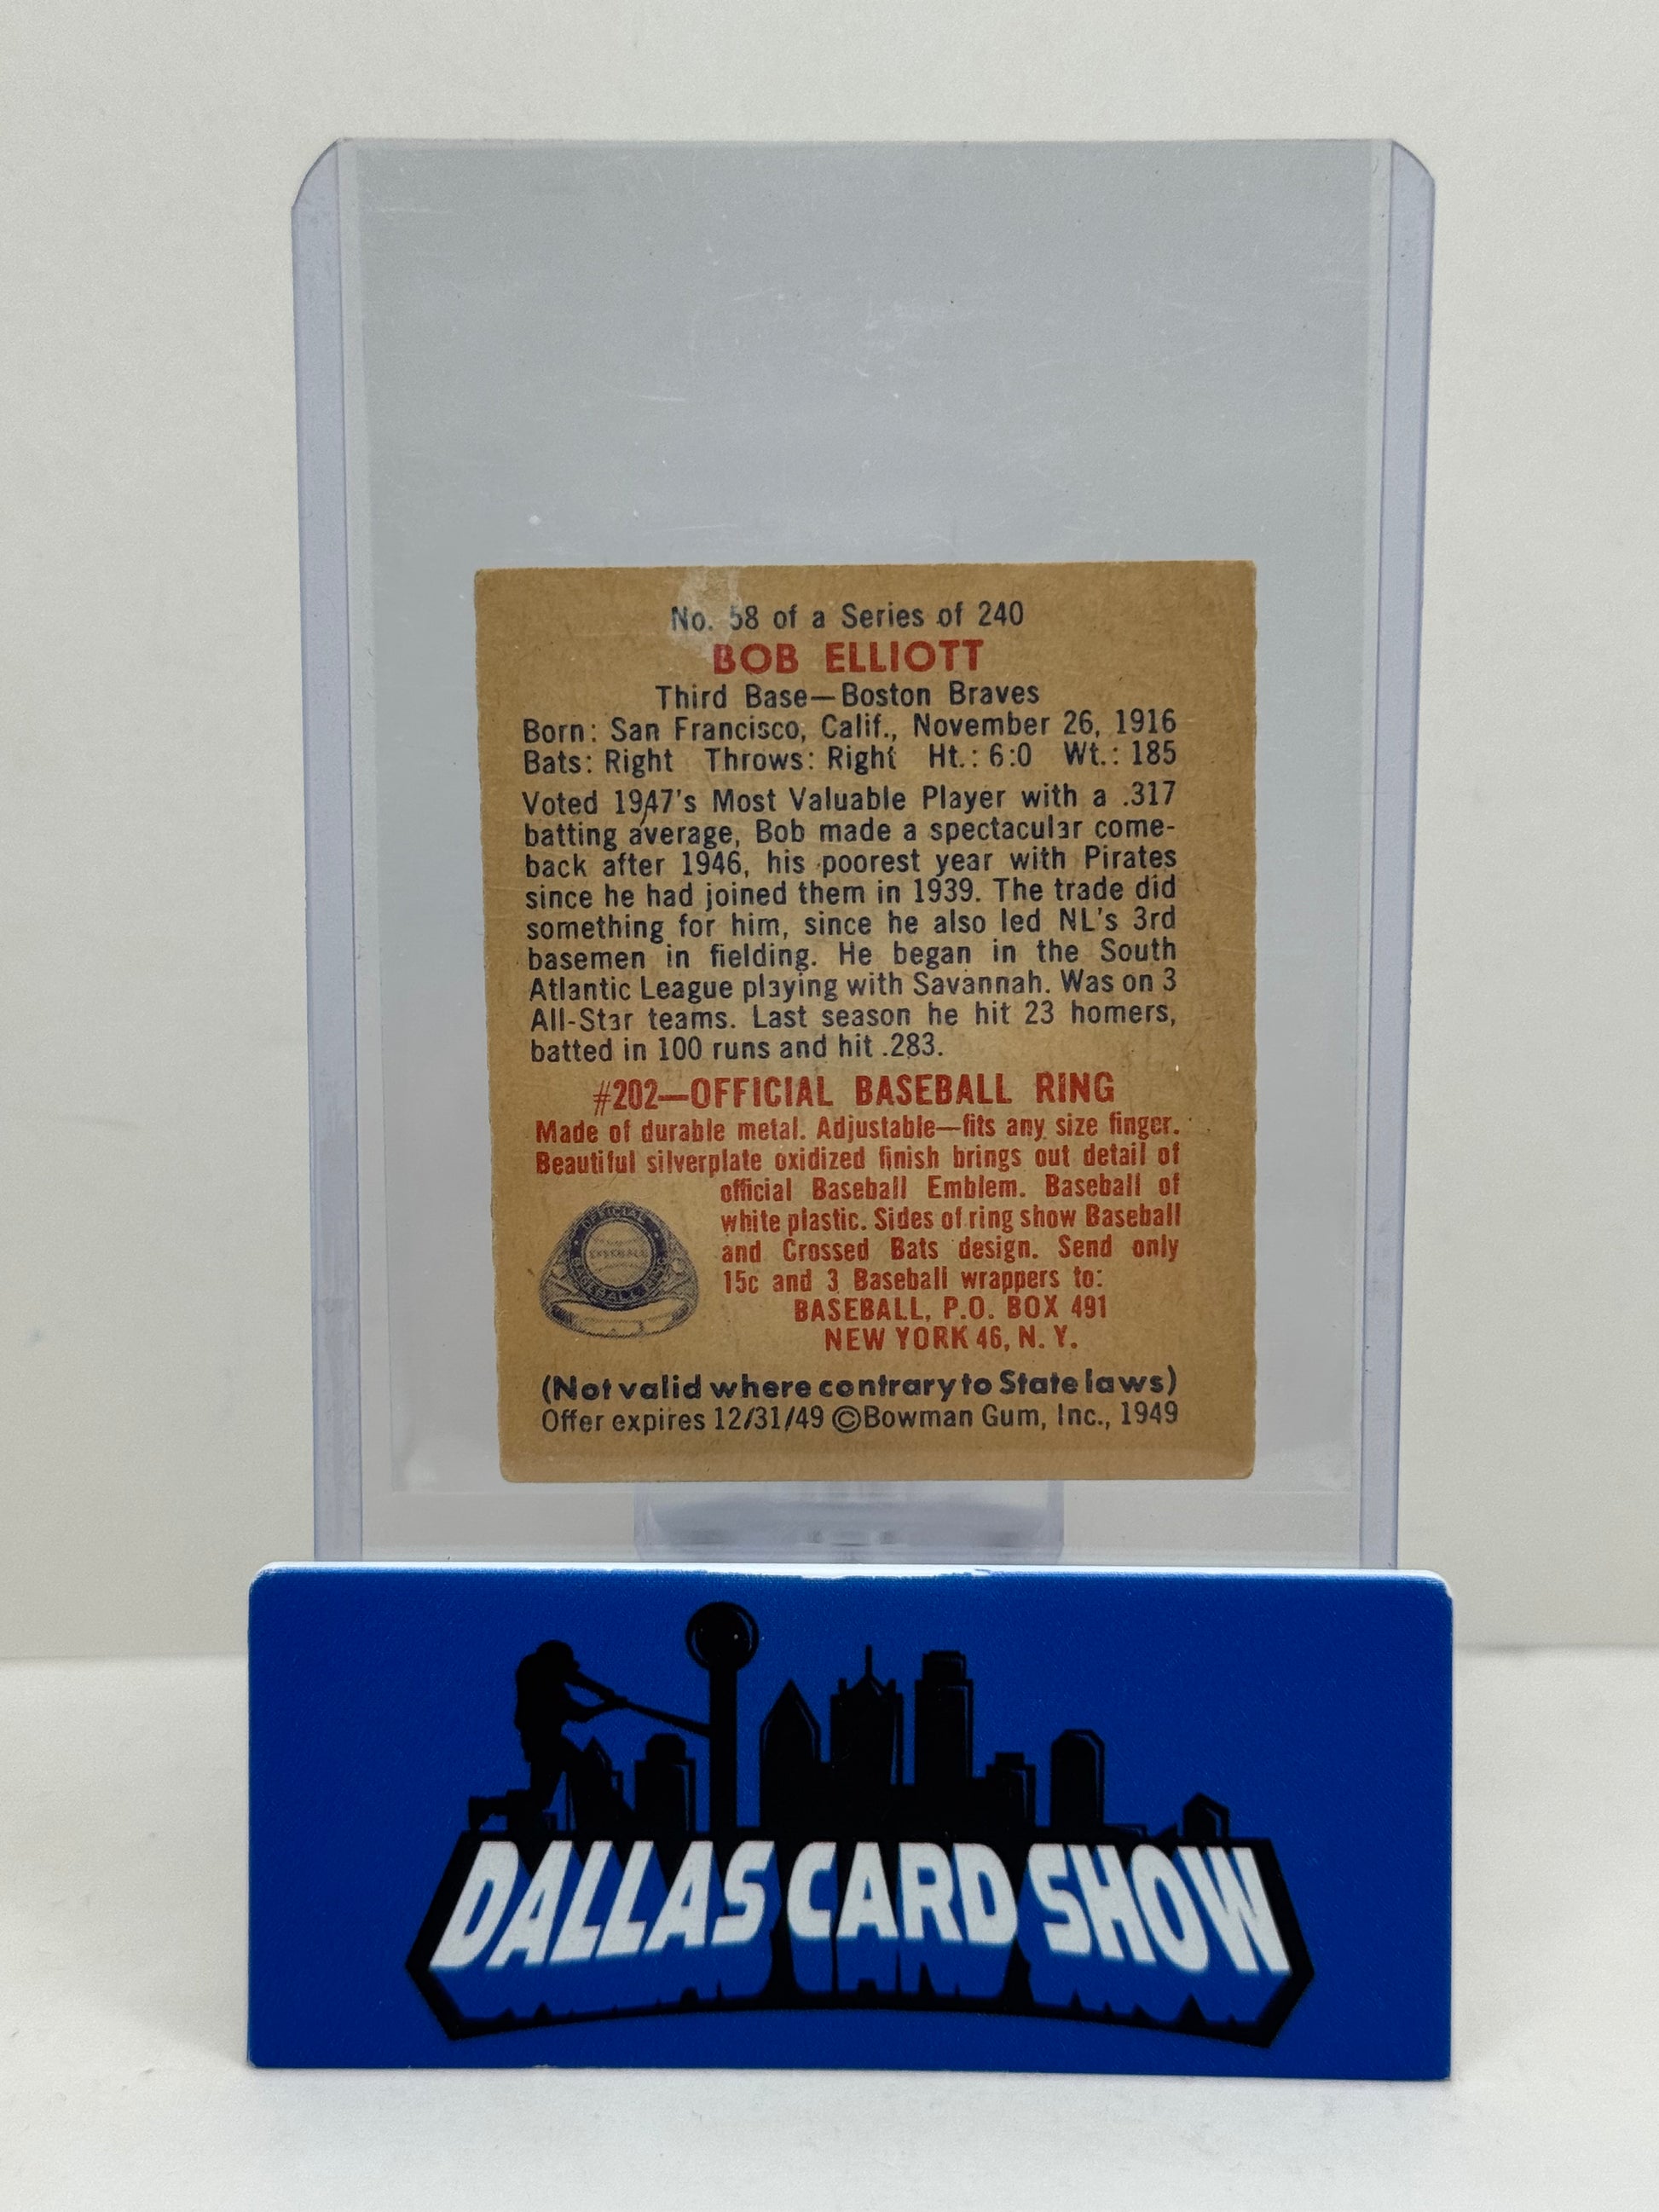 No. 58 of a Series of 240
BOB ELLIOTT
Third Base—Boston Braves
Born: San Francisco, Calif., November 26, 1916
Bats: Right Throws: Right Ht.: 6:0 Wt.: 185
Voted 1947's Most Valuable Player with a .317
batting average, Bob made a spectacular come-
back after 1946, his poorest year with Pirates
since he had joined them in 1939. The trade did
something for him, since he also led NL's 3rd
basemen in fielding. He began in the South
Atlantic League playing with Savannah. Was on 3
All-Star teams. Last season he hit 23 homers,
batted in 100 runs and hit .283.
#202—OFFICIAL BASEBALL RING
Made of durable metal. Adjustable—fits any size finger.
Beautiful silverplate oxidized finish brings out detail of
official Baseball Emblem. Baseball of
white plastic. Sides of ring show Baseball
and Crossed Bats design. Send only
15c and 3 Baseball wrappers to:
BASEBALL, P.O. BOX 491
NEW YORK 46, N. Y.
OFFICIAL
BASEBALL
BASEBALL RING
(Not valid where contrary to State laws)
Offer expires 12/31/49 ©Bowman Gum, Inc., 1949
DALLAS CARD SHOW